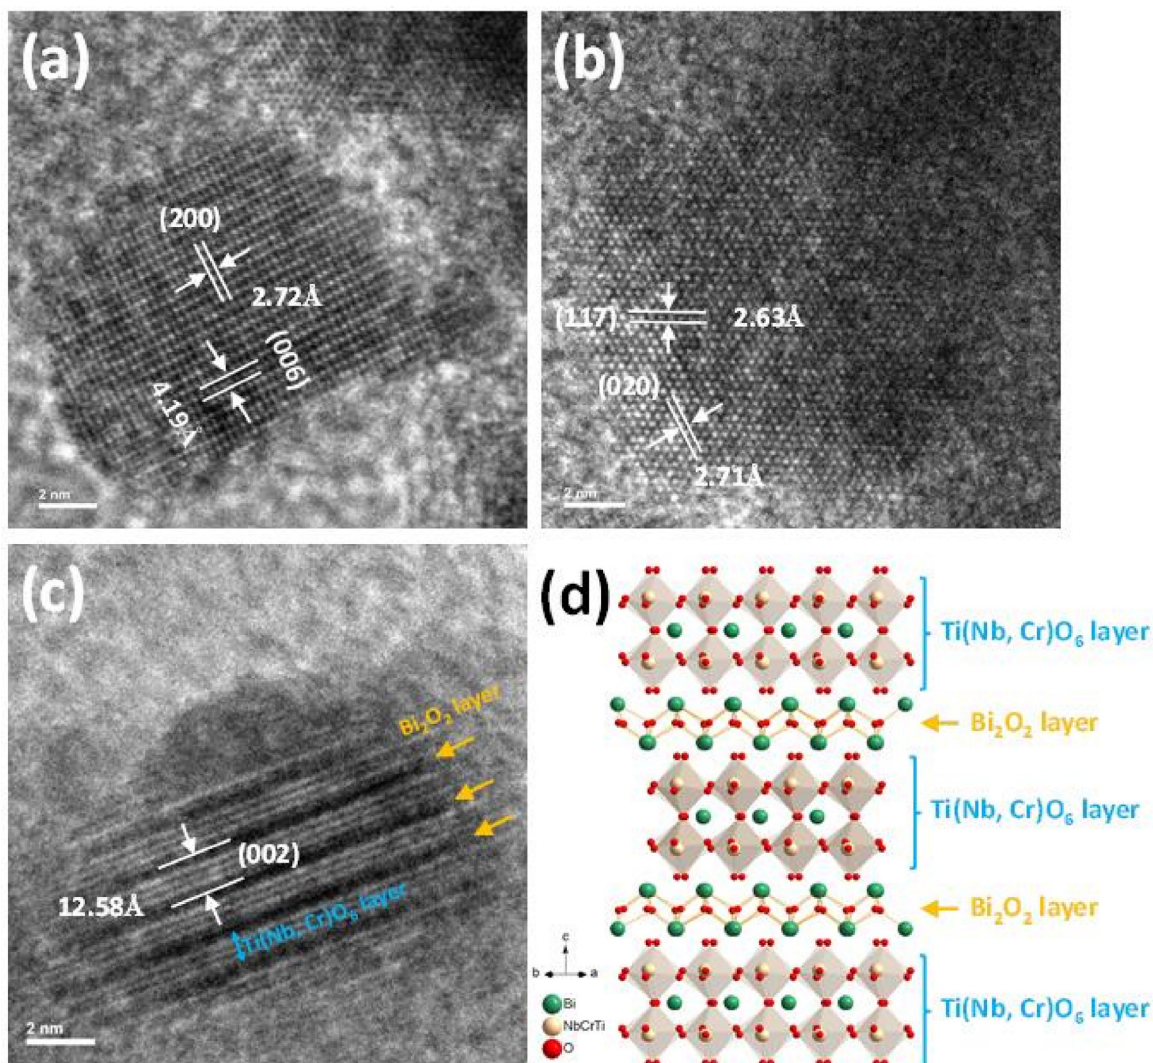 (a)
(200)
2.72Å
(006)
4.19Å
2 nm
(b)
(117)
2.63Å
(020)
2.71Å
2 nm
(c)
Bi₂O₂ layer
(002)
12.58Å
Ti(Nb, Cr)O₆ layer
2 nm
(d)
Ti(Nb, Cr)O₆ layer
Bi₂O₂ layer
Ti(Nb, Cr)O₆ layer
Bi₂O₂ layer
Ti(Nb, Cr)O₆ layer
c
b a
Bi
NbCrTi
O